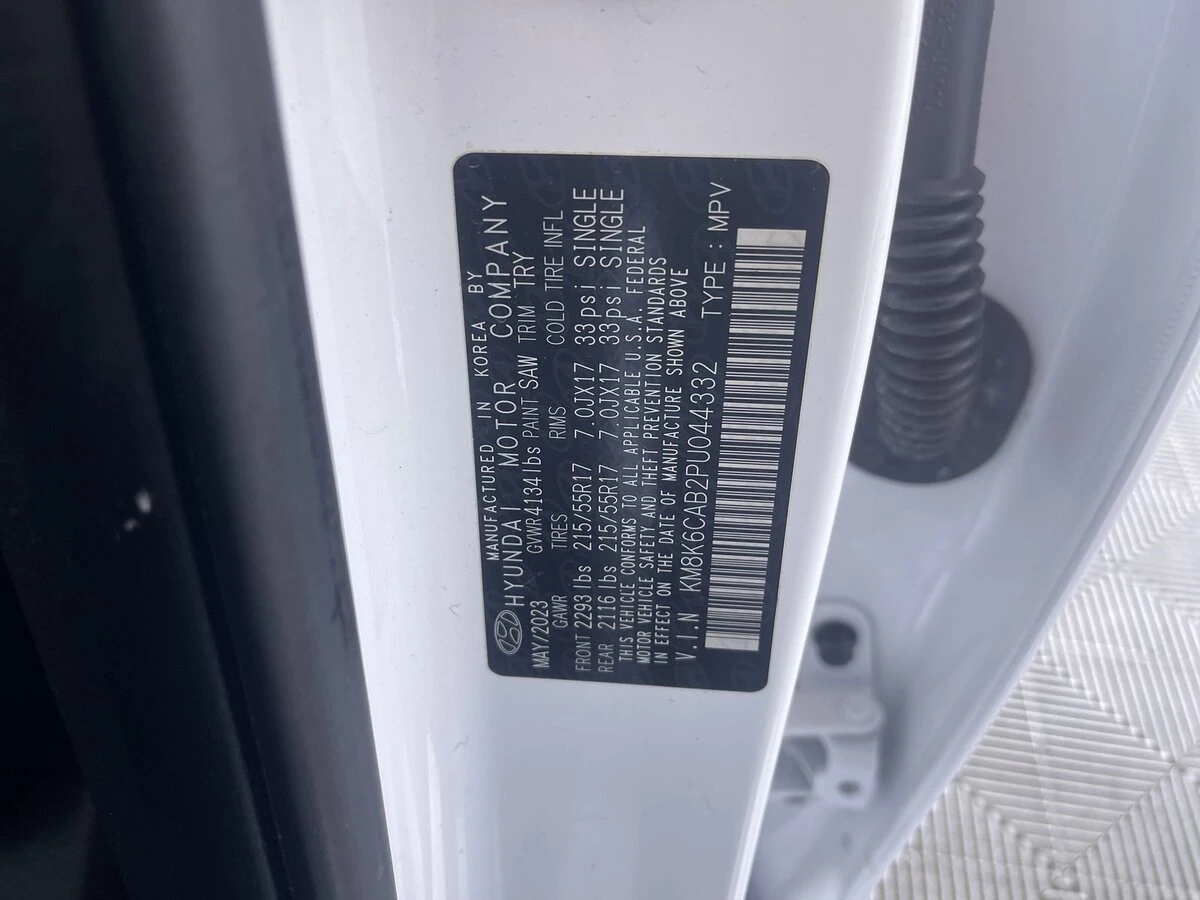 MANUFACTURED IN KOREA BY
HYUNDAI MOTOR COMPANY
MAY/2023 GVWR 4134 lbs PAINT SAW TRIM TRY
GAWR TIRES RIMS COLD TIRE INFL
FRONT 2293 lbs 215/55R17 7.0JX17 33psi SINGLE
REAR 2116 lbs 215/55R17 7.0JX17 33psi SINGLE
THIS VEHICLE CONFORMS TO ALL APPLICABLE U.S.A. FEDERAL
MOTOR VEHICLE SAFETY AND THEFT PREVENTION STANDARDS
IN EFFECT ON THE DATE OF MANUFACTURE SHOWN ABOVE
V.I.N KM8K6CAB2PU044332 TYPE : MPV